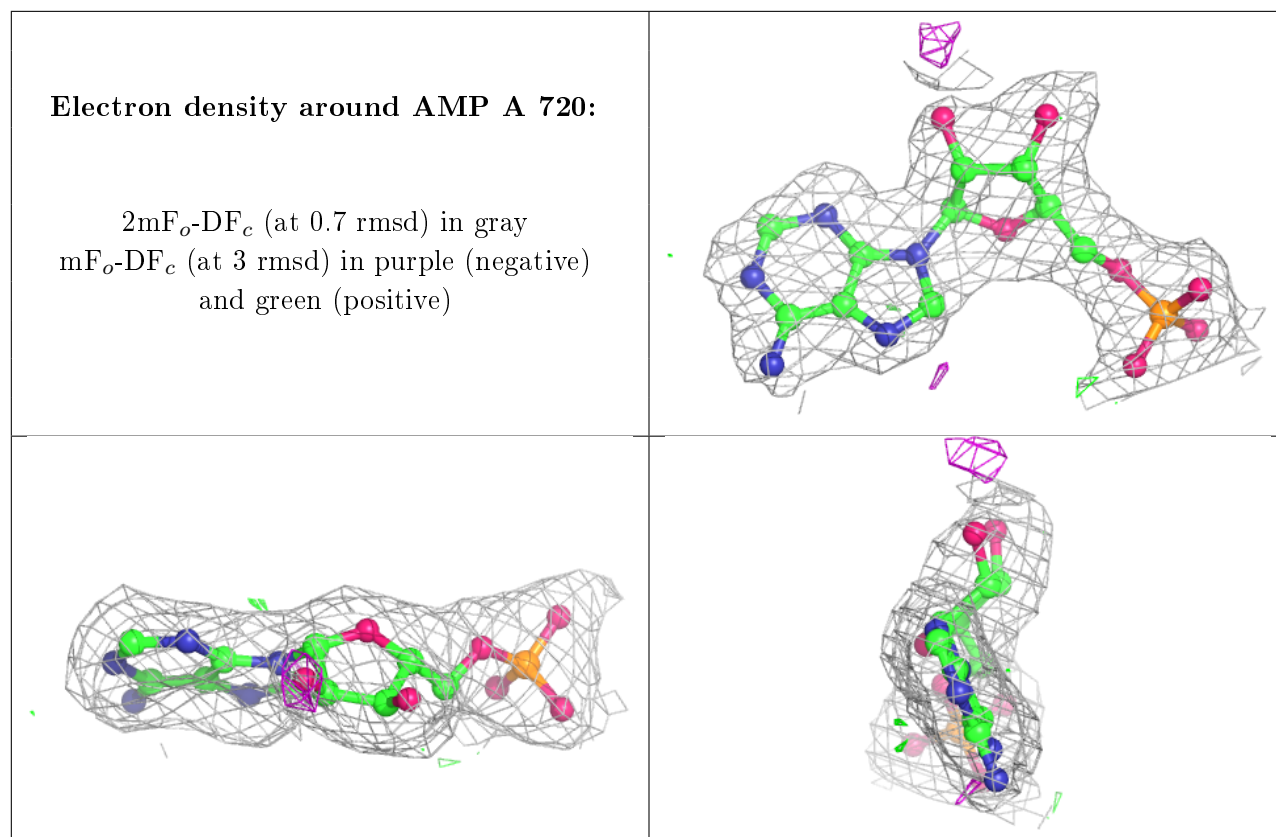 Electron density around AMP A 720:
2mFo-DFc (at 0.7 rmsd) in gray
mFo-DFc (at 3 rmsd) in purple (negative)
and green (positive)